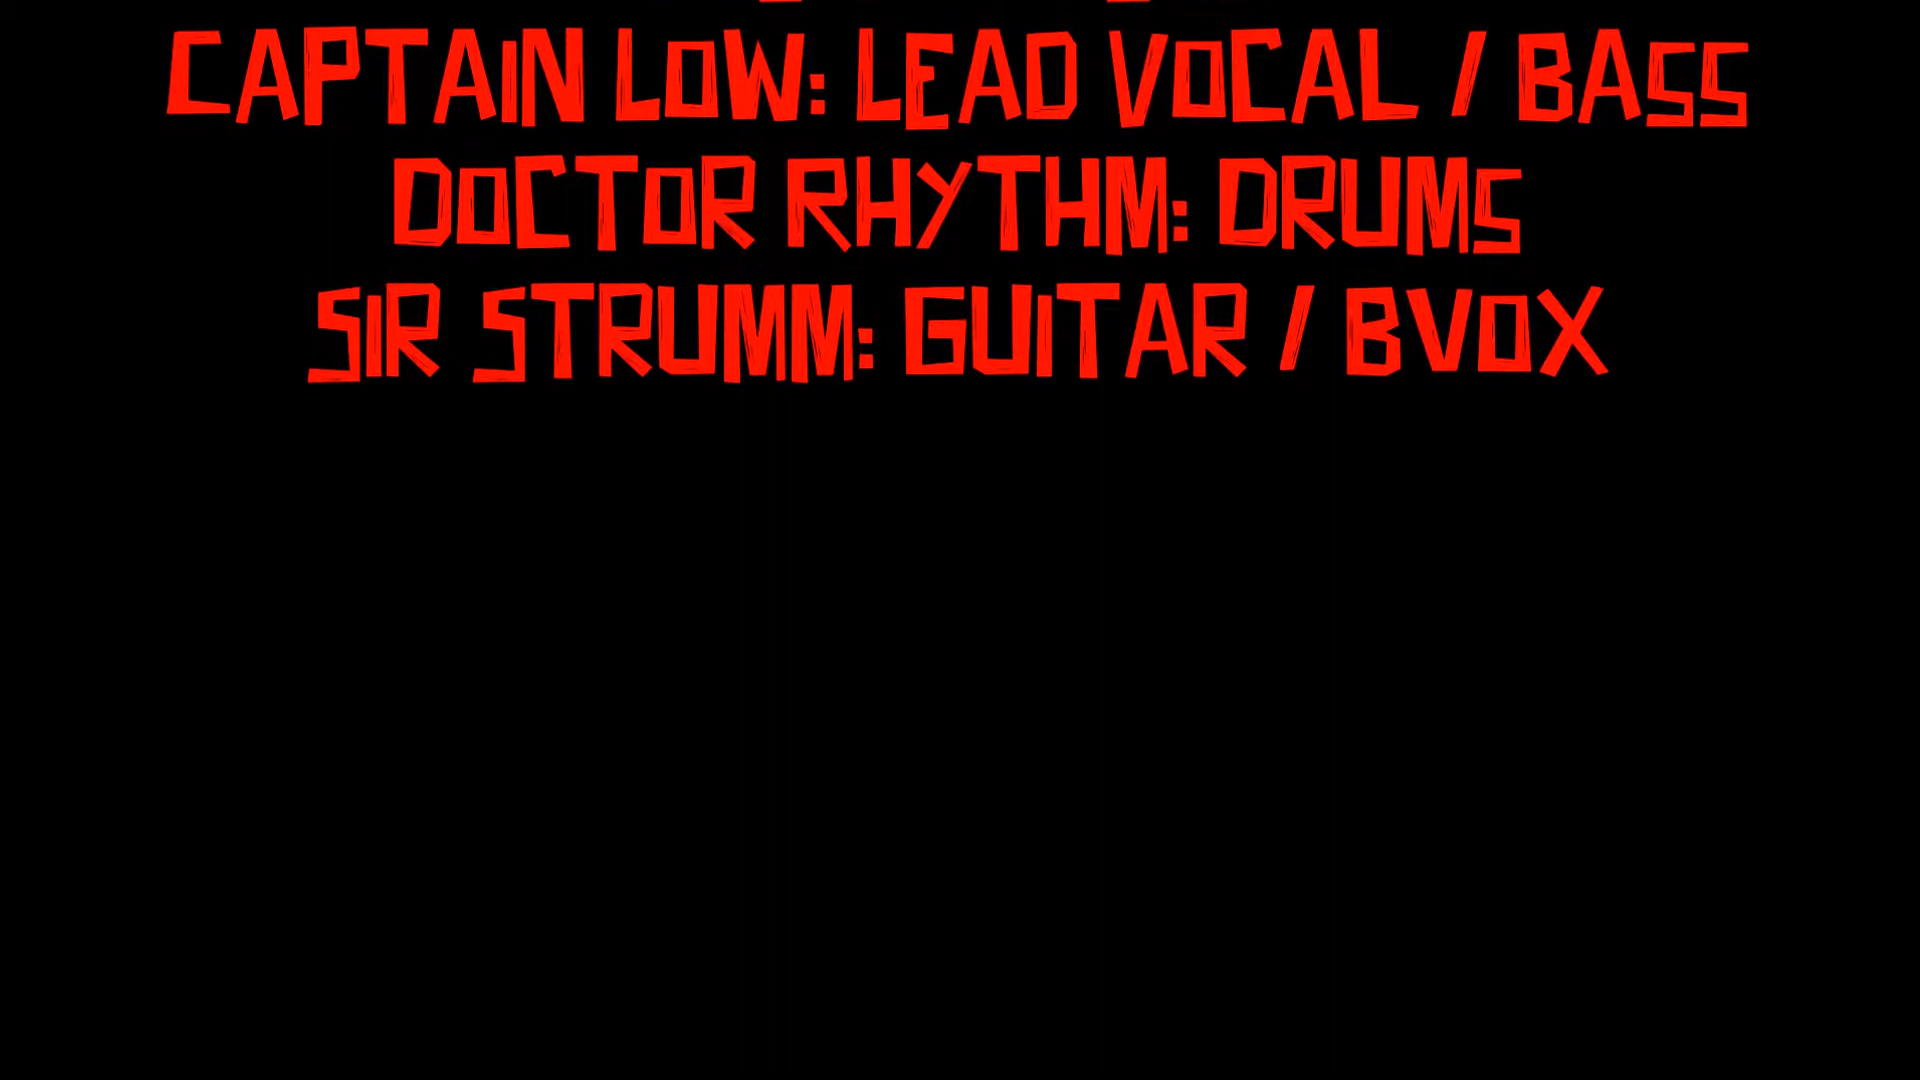 CAPTAIN LOW: LEAD VOCAL / BASS
DOCTOR RHYTHM: DRUMS
SIR STRUMM: GUITAR / BVOX